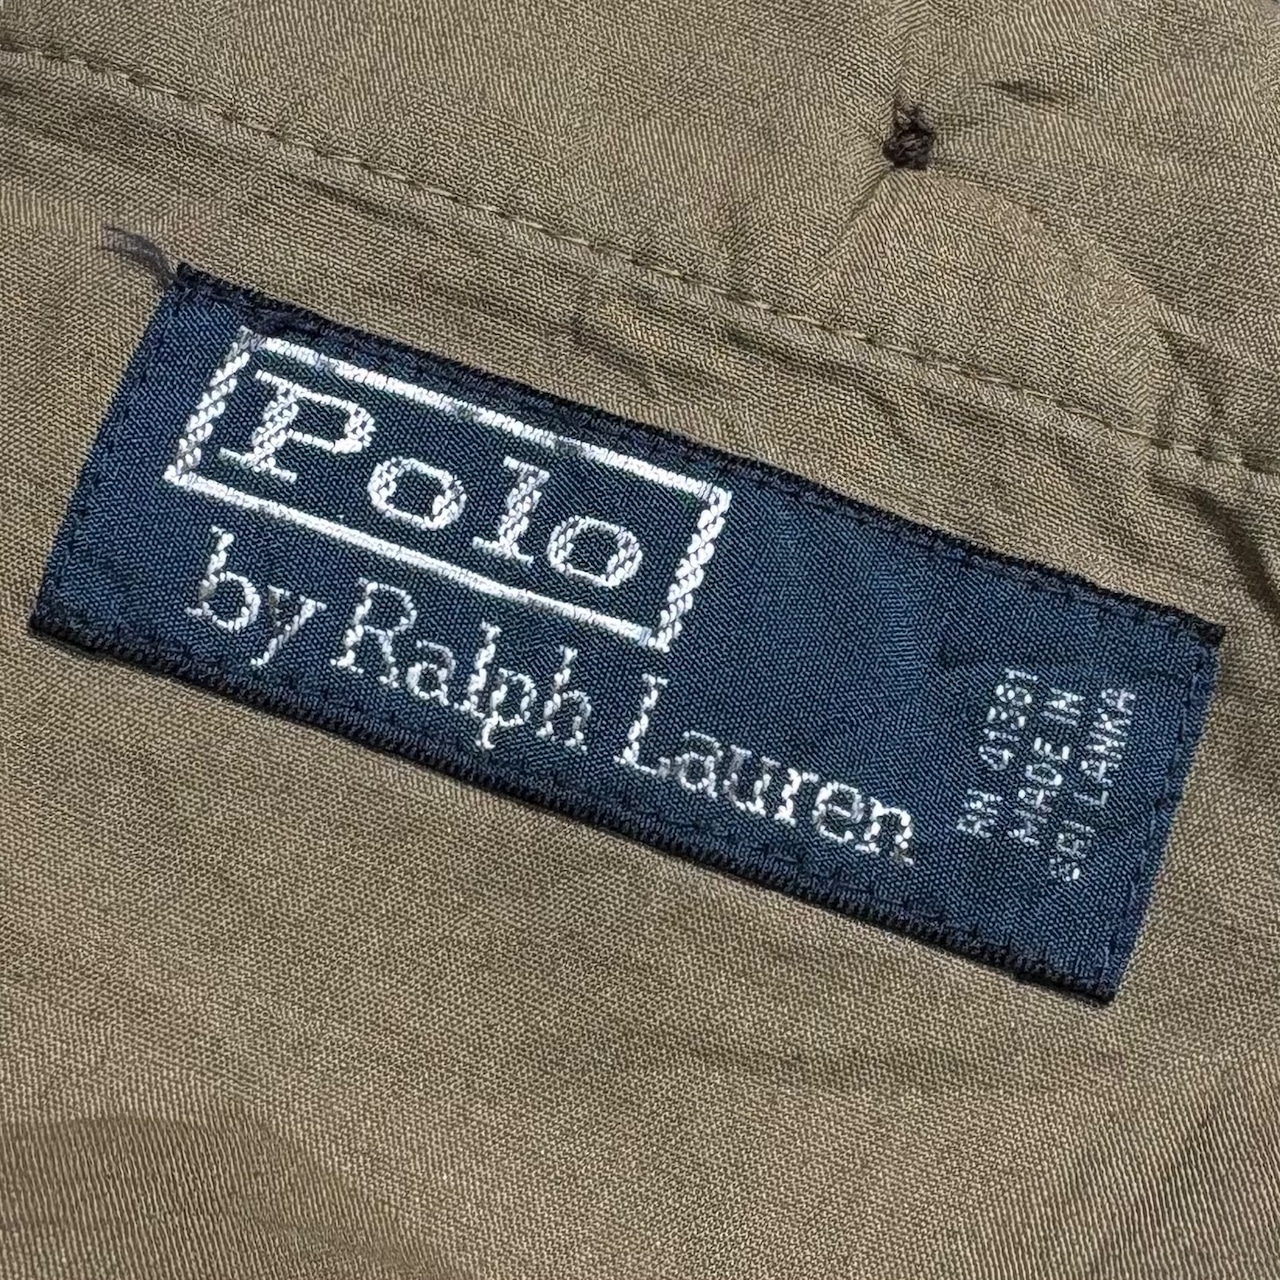 Polo
by Ralph Lauren
RN 41381
MADE IN
SRI LANKA